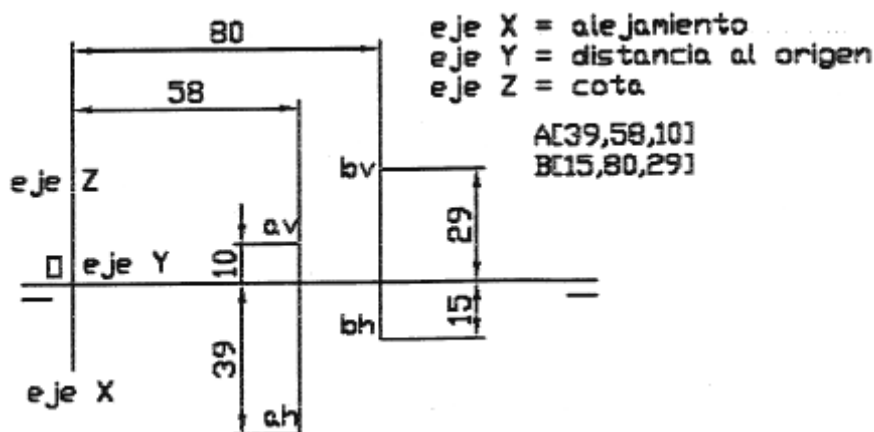 80
eje X = alejamiento
eje Y = distancia al origen
eje Z = cota
58
A[39,58,10]
B[15,80,29]
bv
eje Z
29
av
10
O eje Y
15
bh
39
eje X
ah